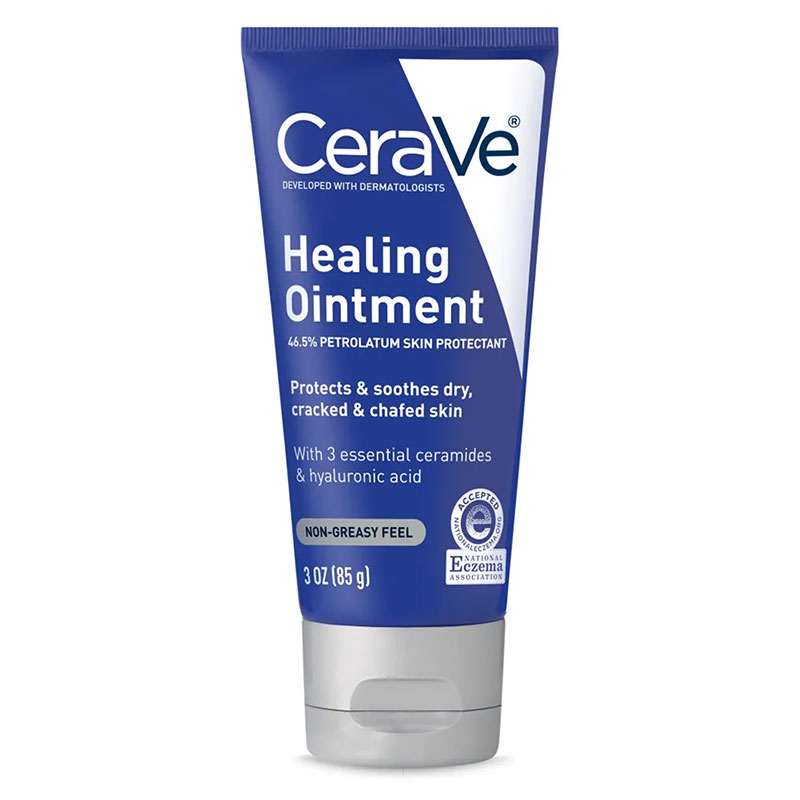 CeraVe®
DEVELOPED WITH DERMATOLOGISTS
Healing
Ointment
46.5% PETROLATUM SKIN PROTECTANT
Protects & soothes dry,
cracked & chafed skin
With 3 essential ceramides
& hyaluronic acid
NON-GREASY FEEL
3 OZ (85 g)
ACCEPTED
e
NATIONALECZEMA.ORG
NATIONAL
Eczema
ASSOCIATION